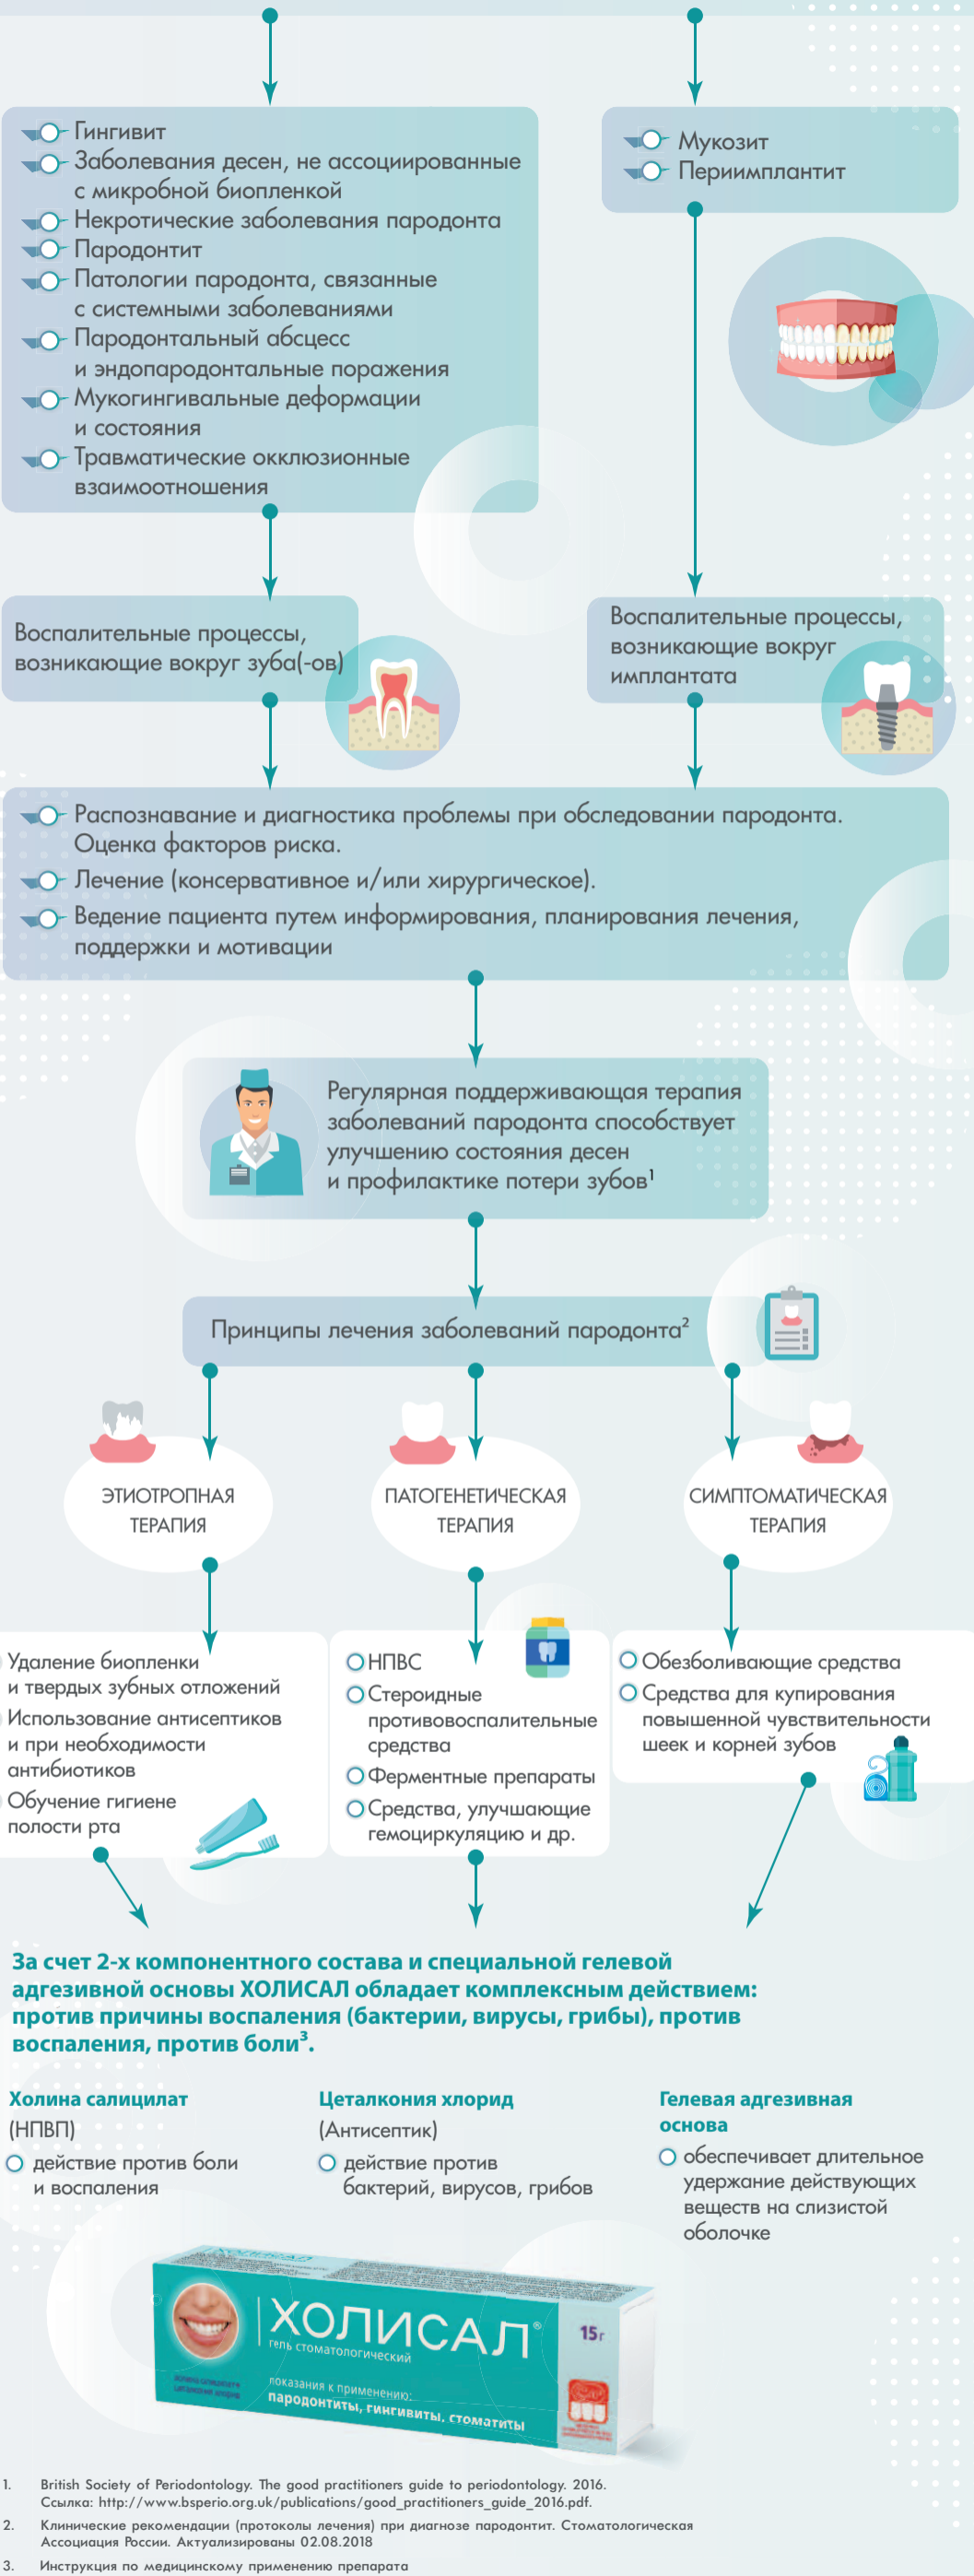 Гингивит
Заболевания десен, не ассоциированные
с микробной биопленкой
Некротические заболевания пародонта
Пародонтит
Патологии пародонта, связанные
с системными заболеваниями
Пародонтальный абсцесс
и эндопародонтальные поражения
Мукогингивальные деформации
и состояния
Травматические окклюзионные
взаимоотношения
Мукозит
Периимплантит
Воспалительные процессы,
возникающие вокруг зуба(-ов)
Воспалительные процессы,
возникающие вокруг
имплантата
Распознавание и диагностика проблемы при обследовании пародонта.
Оценка факторов риска.
Лечение (консервативное и/или хирургическое).
Ведение пациента путем информирования, планирования лечения,
поддержки и мотивации
Регулярная поддерживающая терапия
заболеваний пародонта способствует
улучшению состояния десен
и профилактике потери зубов¹
Принципы лечения заболеваний пародонта²
ЭТИОТРОПНАЯ
ТЕРАПИЯ
ПАТОГЕНЕТИЧЕСКАЯ
ТЕРАПИЯ
СИМПТОМАТИЧЕСКАЯ
ТЕРАПИЯ
Удаление биопленки
и твердых зубных отложений
Использование антисептиков
и при необходимости
антибиотиков
Обучение гигиене
полости рта
НПВС
Стероидные
противовоспалительные
средства
Ферментные препараты
Средства, улучшающие
гемоциркуляцию и др.
Обезболивающие средства
Средства для купирования
повышенной чувствительности
шеек и корней зубов
За счет 2-х компонентного состава и специальной гелевой
адгезивной основы ХОЛИСАЛ обладает комплексным действием:
против причины воспаления (бактерии, вирусы, грибы), против
воспаления, против боли³.
Холина салицилат
(НПВП)
действие против боли
и воспаления
Цеталкония хлорид
(Антисептик)
действие против
бактерий, вирусов, грибов
Гелевая адгезивная
основа
обеспечивает длительное
удержание действующих
веществ на слизистой
оболочке
ХОЛИСАЛ
ХОЛИСАЛ®
гель стоматологический
15 г
холина салицилат+
цеталкония хлорид
показания к применению:
пародонтиты, гингивиты, стоматиты
1. British Society of Periodontology. The good practitioners guide to periodontology. 2016.
Ссылка: http://www.bsperio.org.uk/publications/good_practitioners_guide_2016.pdf.
2. Клинические рекомендации (протоколы лечения) при диагнозе пародонтит. Стоматологическая
Ассоциация России. Актуализированы 02.08.2018
3. Инструкция по медицинскому применению препарата